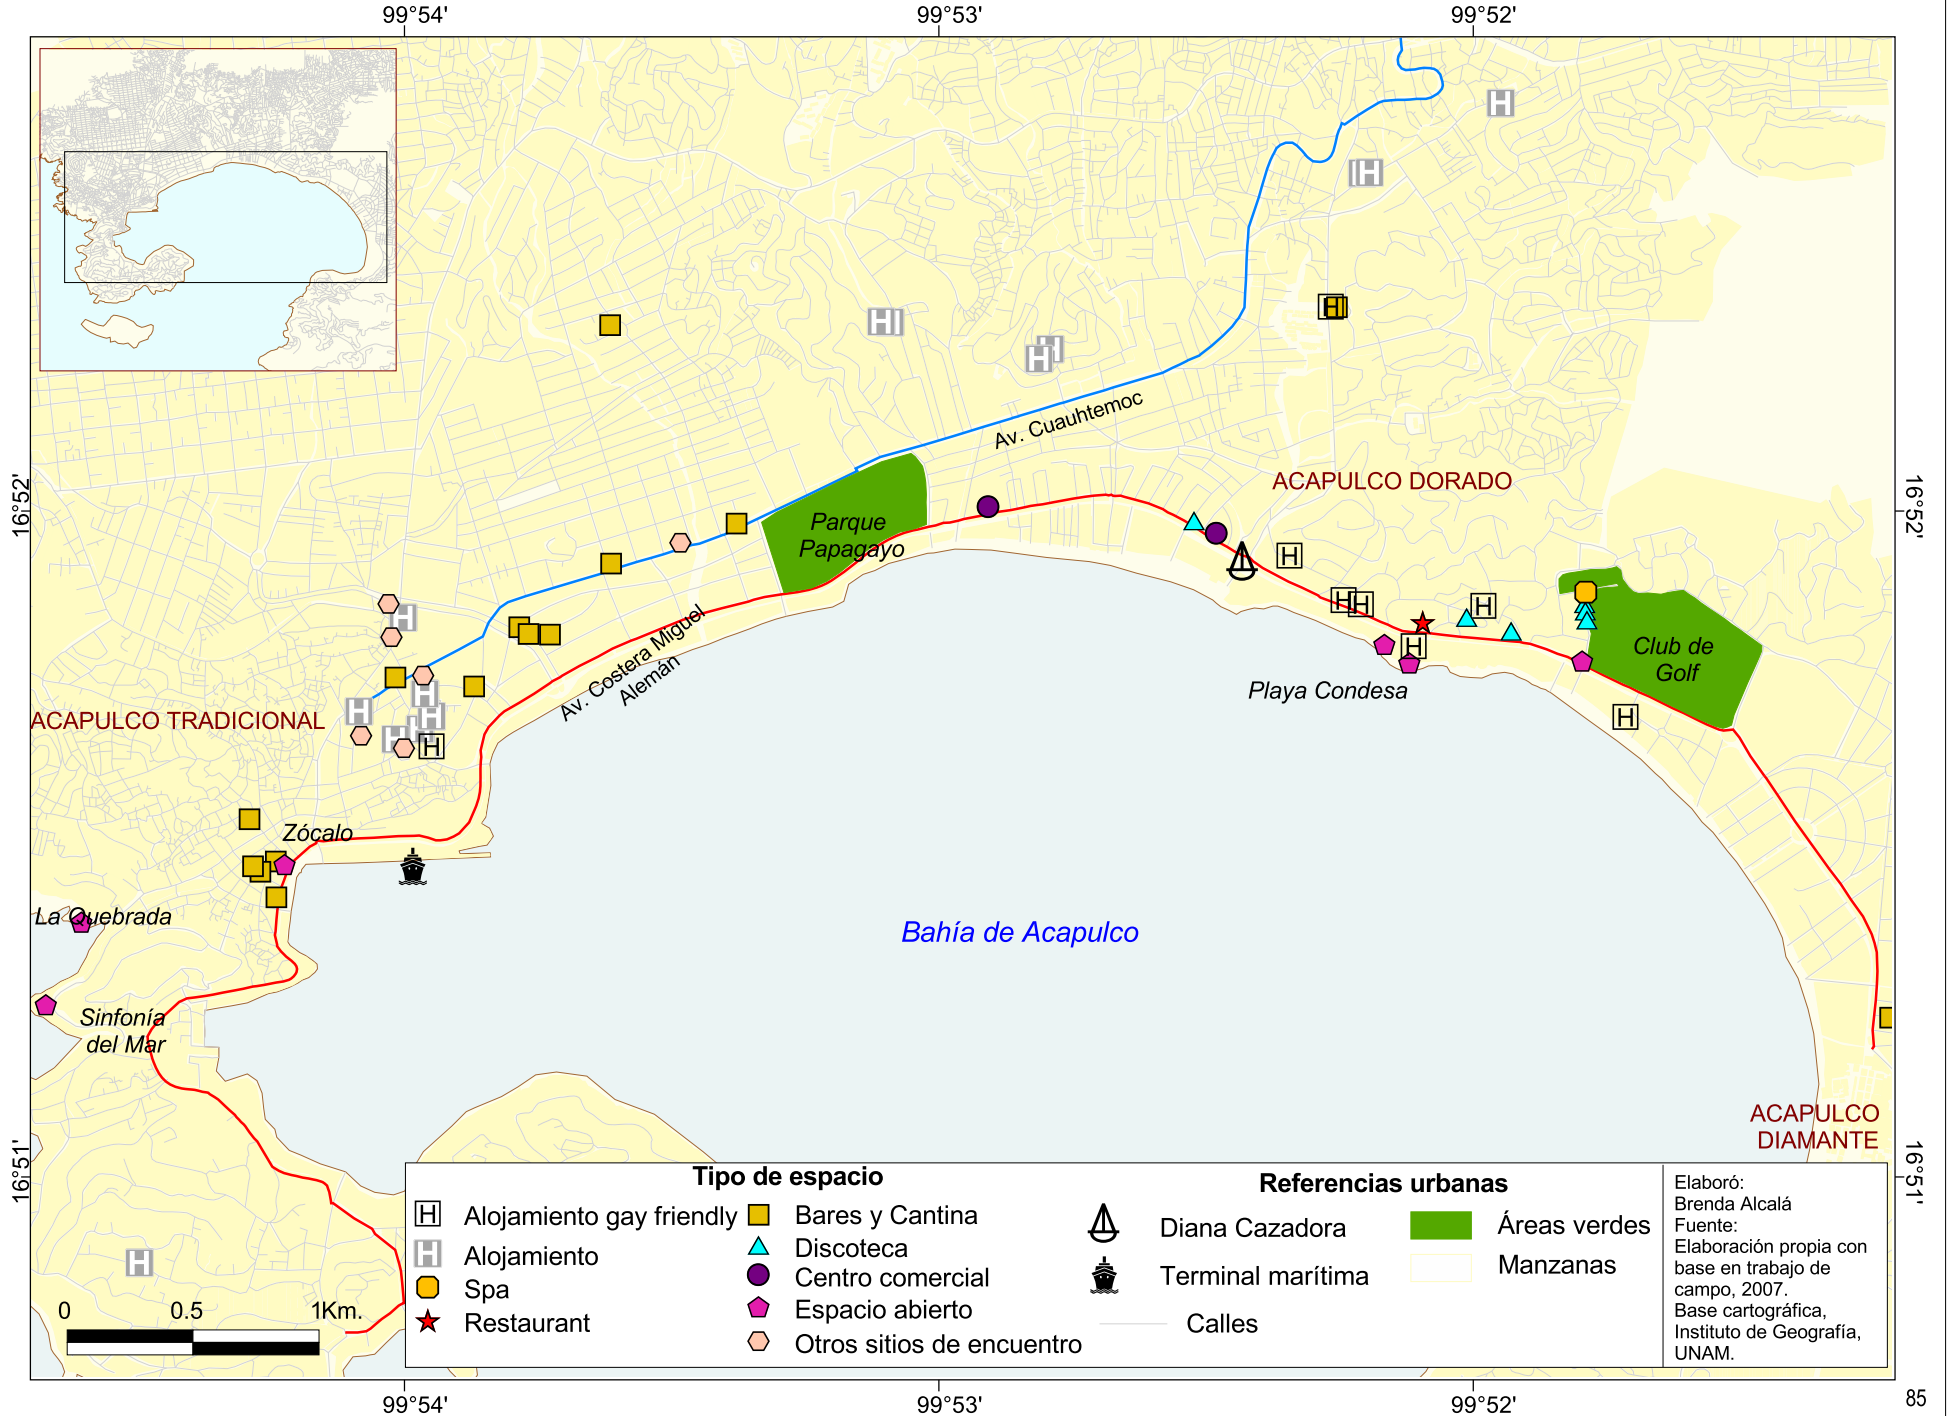 99°54'
99°53'
99°52'
Av. Cuauhtemoc
ACAPULCO DORADO
16°52'
16°52'
Parque
Papagayo
Av. Costera Miguel
Alemán
Club de
Golf
Playa Condesa
ACAPULCO TRADICIONAL
Zócalo
La Quebrada
Bahía de Acapulco
Sinfonía
del Mar
ACAPULCO
DIAMANTE
16°51'
16°51'
Tipo de espacio
H Alojamiento gay friendly
H Alojamiento
Spa
Restaurant
Bares y Cantina
Discoteca
Centro comercial
Espacio abierto
Otros sitios de encuentro
Referencias urbanas
Diana Cazadora
Terminal marítima
Calles
Áreas verdes
Manzanas
Elaboró:
Brenda Alcalá
Fuente:
Elaboración propia con
base en trabajo de
campo, 2007.
Base cartográfica,
Instituto de Geografía,
UNAM.
0 0.5 1Km.
99°54'
99°53'
99°52'
85